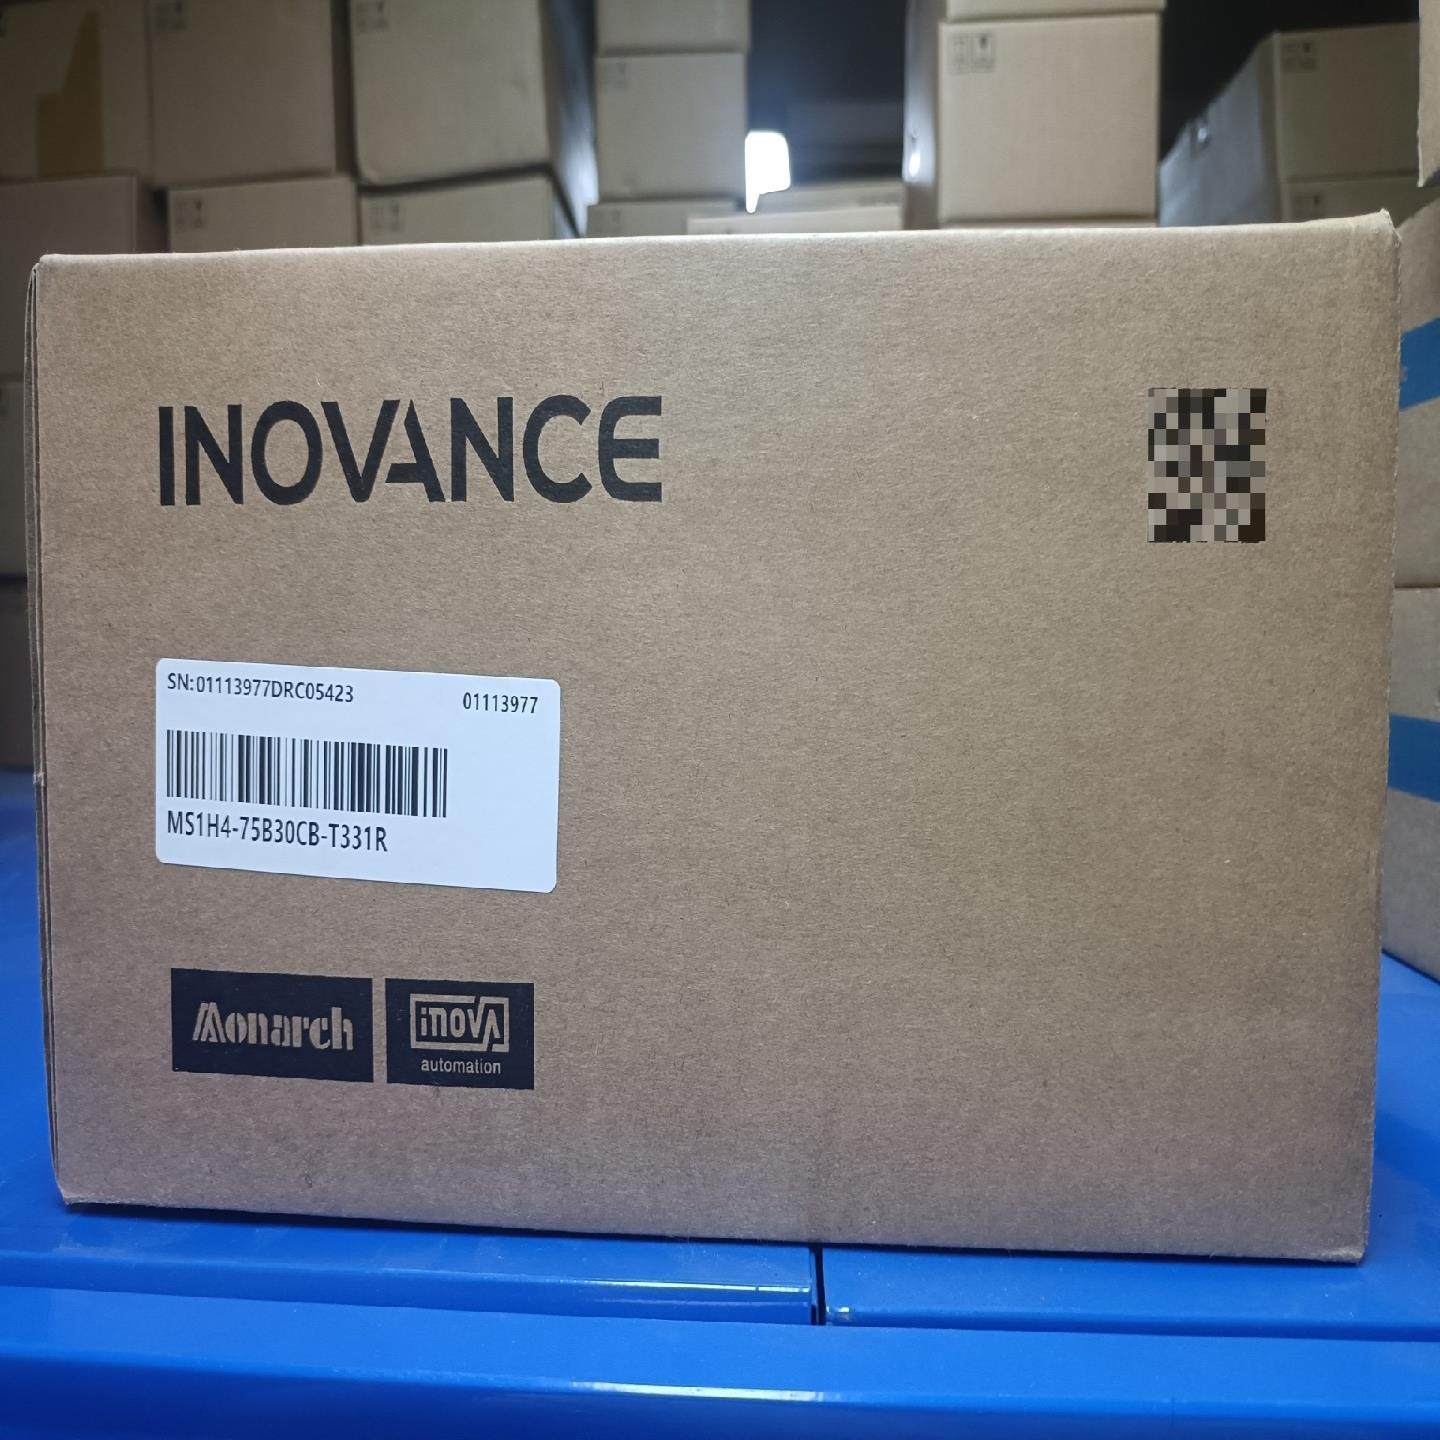 INOVANCE
SN:01113977DRC05423
01113977
MS1H4-75B30CB-T331R
Monarch
inova
automation